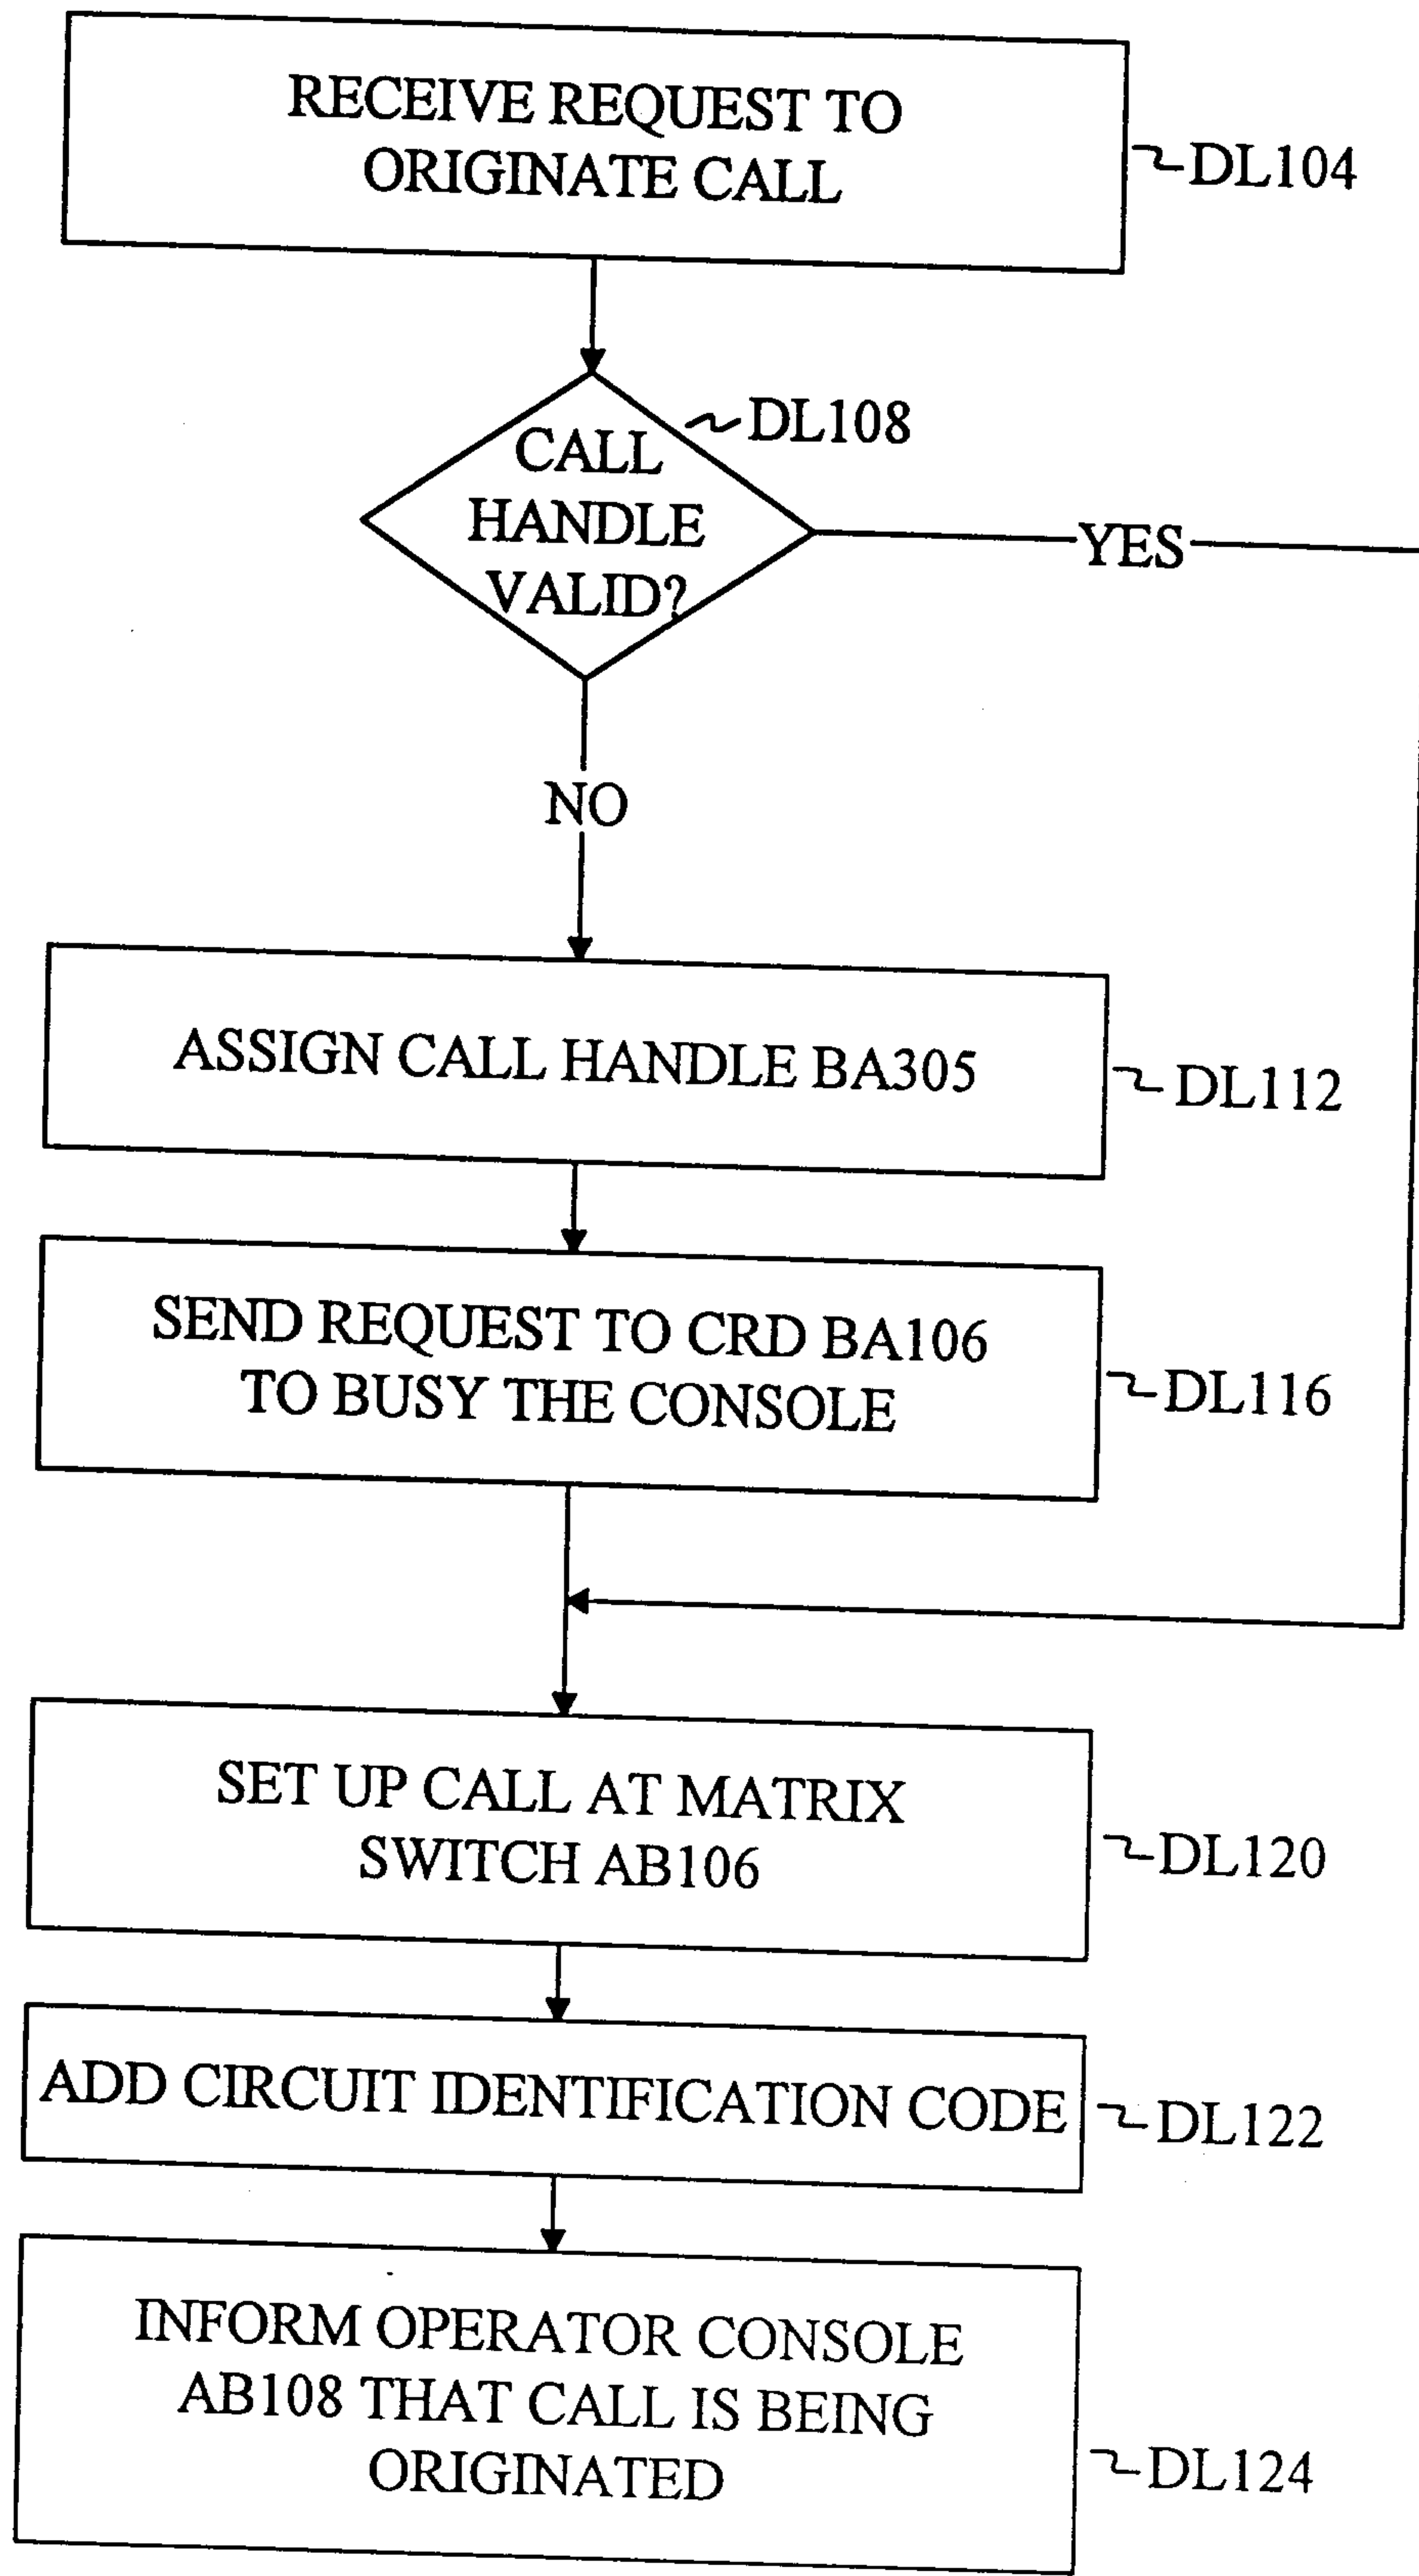 RECEIVE REQUEST TO
ORIGINATE CALL
DL104
DL108
CALL
HANDLE
VALID?
YES
NO
ASSIGN CALL HANDLE BA305
DL112
SEND REQUEST TO CRD BA106
TO BUSY THE CONSOLE
DL116
SET UP CALL AT MATRIX
SWITCH AB106
DL120
ADD CIRCUIT IDENTIFICATION CODE
DL122
INFORM OPERATOR CONSOLE
AB108 THAT CALL IS BEING
ORIGINATED
DL124